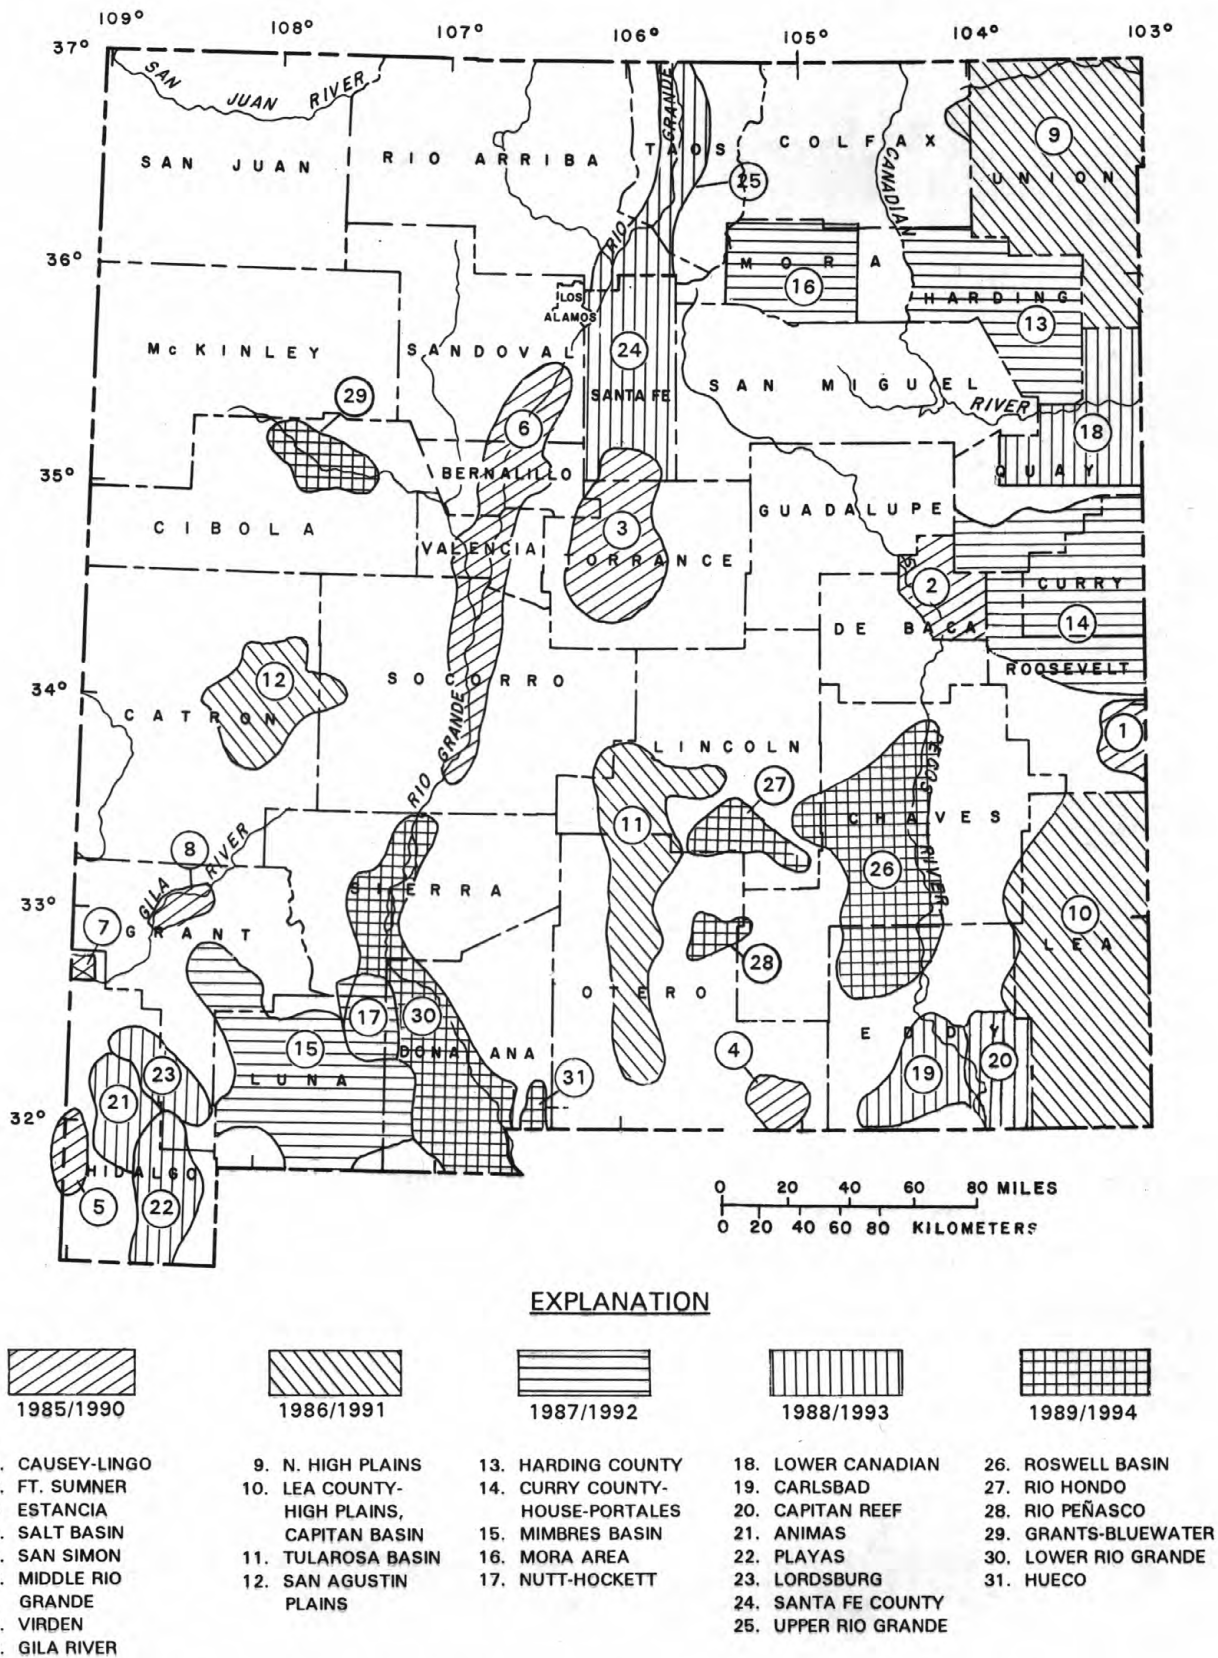 109°
108°
107°
106°
105°
104°
103°
37°
SAN JUAN RIVER
GRANDE
9
SAN JUAN
RIO ARRIBA
TAOS
COLFAX
CANADIAN
UNION
25
RIO
36°
MORA
16
LOS
ALAMOS
HARDING
13
McKINLEY
SANDOVAL
24
SANTA FE
SAN MIGUEL
RIVER
29
6
18
35°
BERNALILLO
QUAY
CIBOLA
VALENCIA
3
GUADALUPE
ORRANCE
2
CURRY
DE BACA
14
ROOSEVELT
34°
12
SOCORRO
CATRON
1
RIO GRANDE
LINCOLN
PECOS
27
11
CHAVES
8
GILA RIVER
26
RIVER
SIERRA
33°
7
GRANT
10
LEA
28
OTERO
17
30
EDDY
15
DONA ANA
4
20
23
LUNA
31
19
21
32°
HIDALGO
5
22
0 20 40 60 80 MILES
0 20 40 60 80 KILOMETERS
EXPLANATION
1985/1990
1986/1991
1987/1992
1988/1993
1989/1994
. CAUSEY-LINGO
. FT. SUMNER
ESTANCIA
. SALT BASIN
. SAN SIMON
. MIDDLE RIO
GRANDE
. VIRDEN
. GILA RIVER
9. N. HIGH PLAINS
10. LEA COUNTY-
HIGH PLAINS,
CAPITAN BASIN
11. TULAROSA BASIN
12. SAN AGUSTIN
PLAINS
13. HARDING COUNTY
14. CURRY COUNTY-
HOUSE-PORTALES
15. MIMBRES BASIN
16. MORA AREA
17. NUTT-HOCKETT
18. LOWER CANADIAN
19. CARLSBAD
20. CAPITAN REEF
21. ANIMAS
22. PLAYAS
23. LORDSBURG
24. SANTA FE COUNTY
25. UPPER RIO GRANDE
26. ROSWELL BASIN
27. RIO HONDO
28. RIO PEÑASCO
29. GRANTS-BLUEWATER
30. LOWER RIO GRANDE
31. HUECO